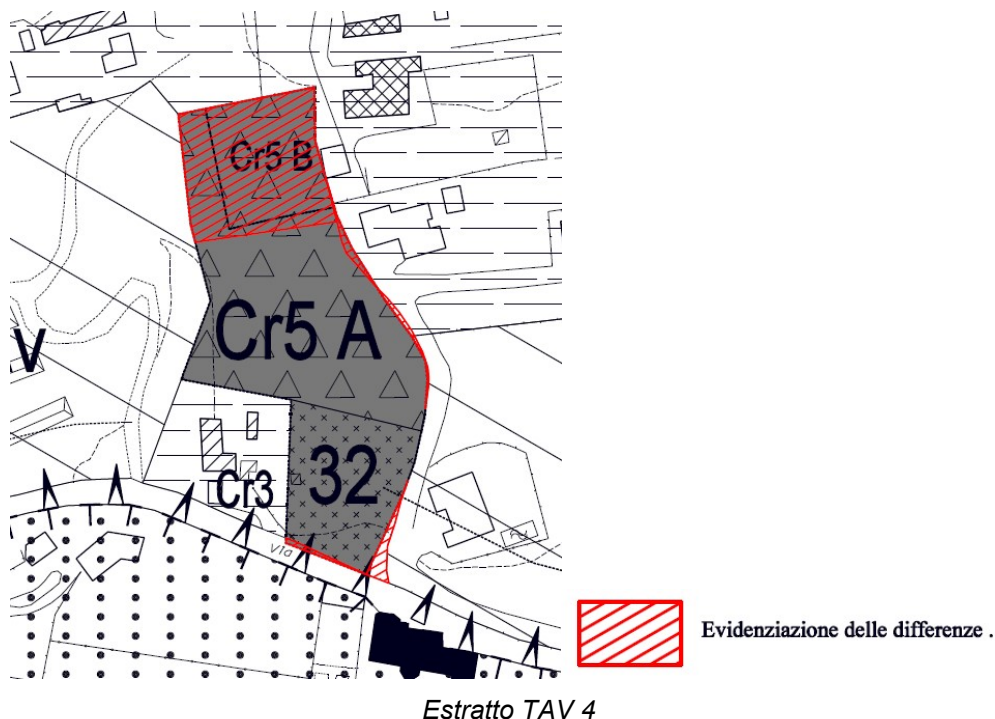 Cr5 B
Cr5 A
V
32
Cr3
Via
Evidenziazione delle differenze .
Estratto TAV 4